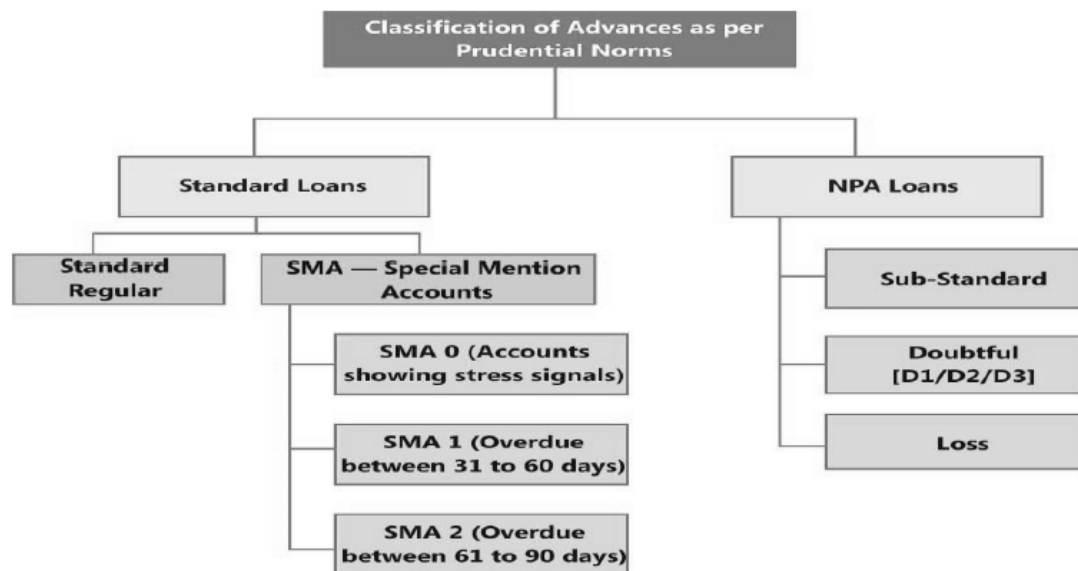 Classification of Advances as per
Prudential Norms
Standard Loans
NPA Loans
Standard
Regular
SMA — Special Mention
Accounts
SMA 0 (Accounts
showing stress signals)
SMA 1 (Overdue
between 31 to 60 days)
SMA 2 (Overdue
between 61 to 90 days)
Sub-Standard
Doubtful
[D1/D2/D3]
Loss